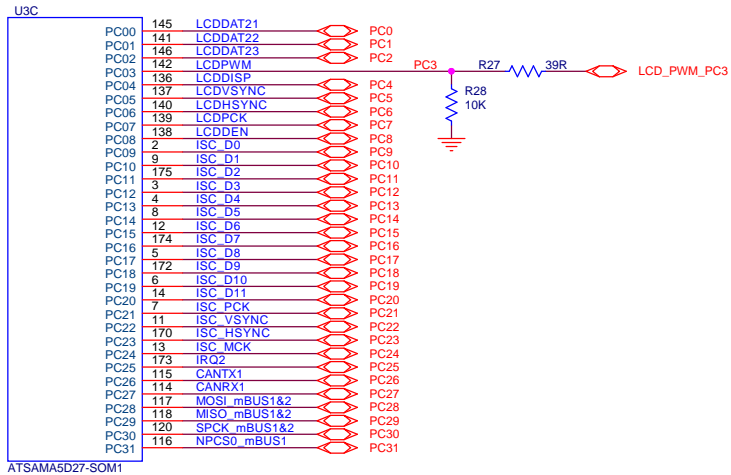 U3C
PC00 145 LCDDAT21 PC0
PC01 141 LCDDAT22 PC1
PC02 146 LCDDAT23 PC2
PC03 142 LCDPWM PC3 R27 39R LCD_PWM_PC3
PC04 136 LCDDISP PC4
R28
10K
PC05 137 LCDVSYNC PC5
PC06 140 LCDHSYNC PC6
PC07 139 LCDPCK PC7
PC08 138 LCDDEN PC8
PC09 2 ISC_D0 PC9
PC10 9 ISC_D1 PC10
PC11 175 ISC_D2 PC11
PC12 3 ISC_D3 PC12
PC13 4 ISC_D4 PC13
PC14 8 ISC_D5 PC14
PC15 12 ISC_D6 PC15
PC16 174 ISC_D7 PC16
PC17 5 ISC_D8 PC17
PC18 172 ISC_D9 PC18
PC19 6 ISC_D10 PC19
PC20 14 ISC_D11 PC20
PC21 7 ISC_PCK PC21
PC22 11 ISC_VSYNC PC22
PC23 170 ISC_HSYNC PC23
PC24 13 ISC_MCK PC24
PC25 173 IRQ2 PC25
PC26 115 CANTX1 PC26
PC27 114 CANRX1 PC27
PC28 117 MOSI_mBUS1&2 PC28
PC29 118 MISO_mBUS1&2 PC29
PC30 120 SPCK_mBUS1&2 PC30
PC31 116 NPCS0_mBUS1 PC31
ATSAMA5D27-SOM1